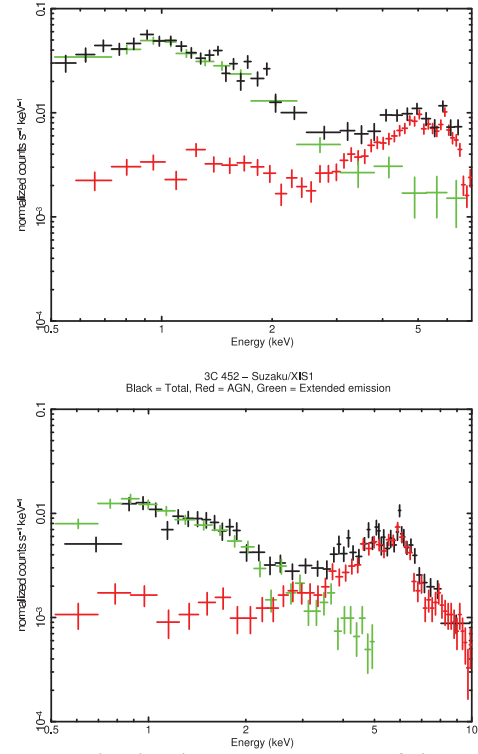 0.1
0.01
10⁻³
10⁻⁴
normalized counts s⁻¹ keV⁻¹
0.5 1 2 5
Energy (keV)
3C 452 – Suzaku/XIS1
Black = Total, Red = AGN, Green = Extended emission
0.1
0.01
10⁻³
10⁻⁴
normalized counts s⁻¹ keV⁻¹
1 2 5 10
Energy (keV)